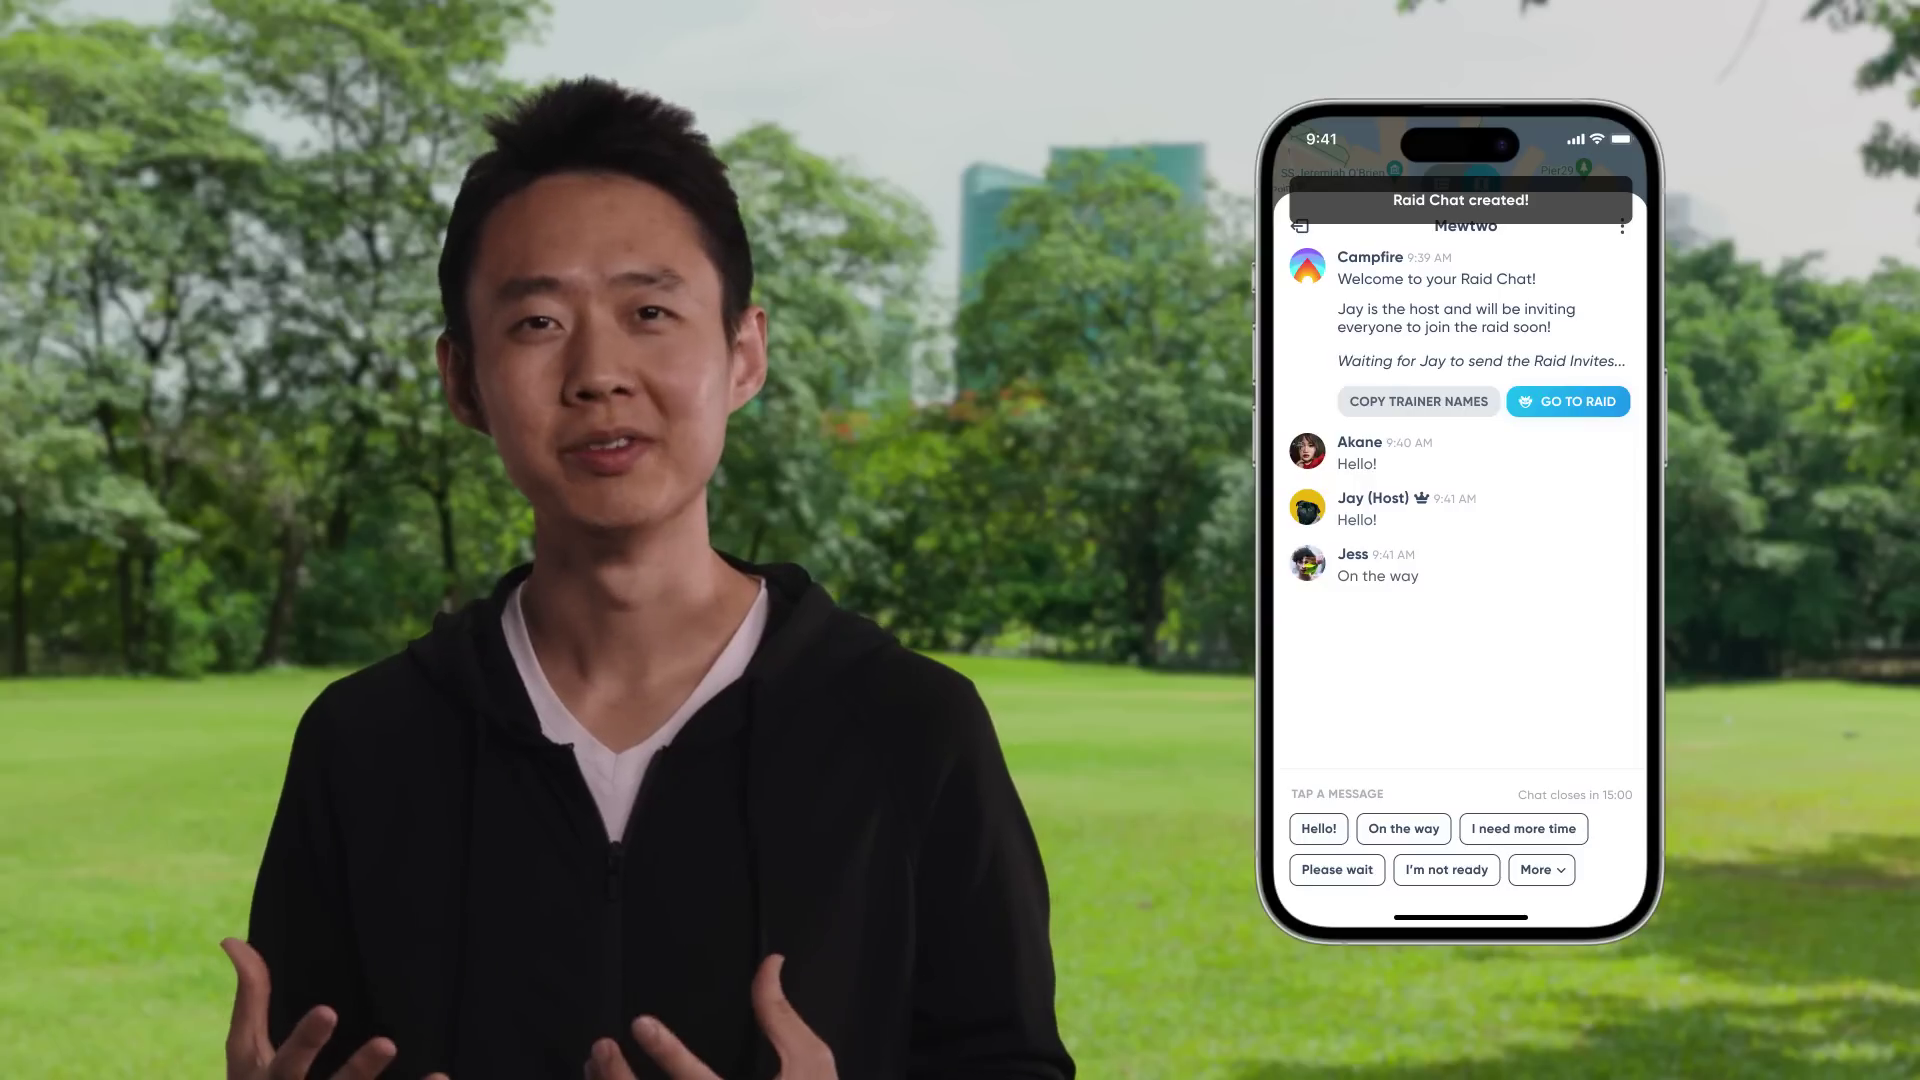 9:41
SS Jeremiah O'Brien
Pier29
Raid Chat created!
Mewtwo
Campfire 9:39 AM
Welcome to your Raid Chat!
Jay is the host and will be inviting
everyone to join the raid soon!
Waiting for Jay to send the Raid Invites...
COPY TRAINER NAMES
GO TO RAID
Akane 9:40 AM
Hello!
Jay (Host) 9:41 AM
Hello!
Jess 9:41 AM
On the way
TAP A MESSAGE
Chat closes in 15:00
Hello!
On the way
I need more time
Please wait
I'm not ready
More